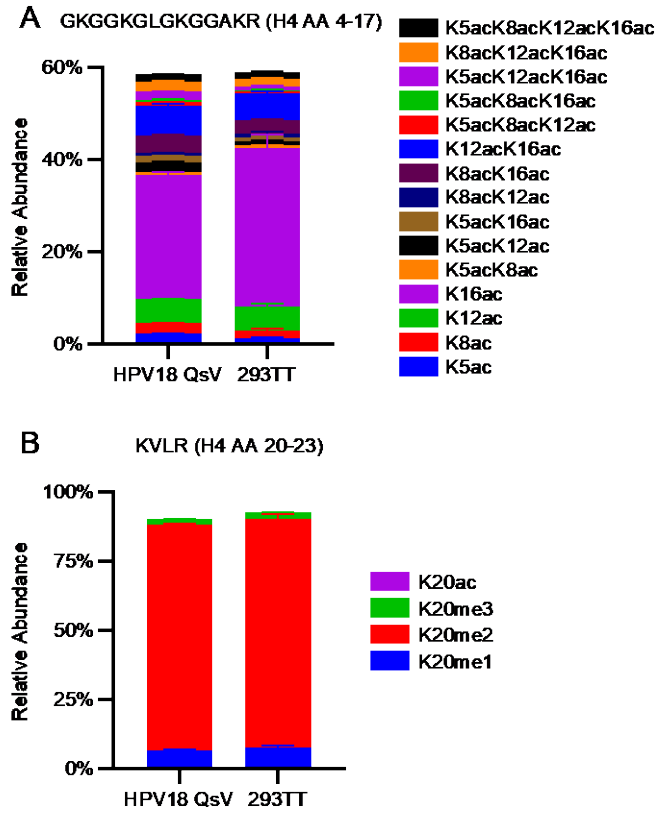 A
GKGGKGLGKGGAKR (H4 AA 4-17)
Relative Abundance
60%
40%
20%
0%
HPV18 QsV
293TT
K5acK8acK12acK16ac
K8acK12acK16ac
K5acK12acK16ac
K5acK8acK16ac
K5acK8acK12ac
K12acK16ac
K8acK16ac
K8acK12ac
K5acK16ac
K5acK12ac
K5acK8ac
K16ac
K12ac
K8ac
K5ac
B
KVLR (H4 AA 20-23)
Relative Abundance
100%
75%
50%
25%
0%
HPV18 QsV
293TT
K20ac
K20me3
K20me2
K20me1